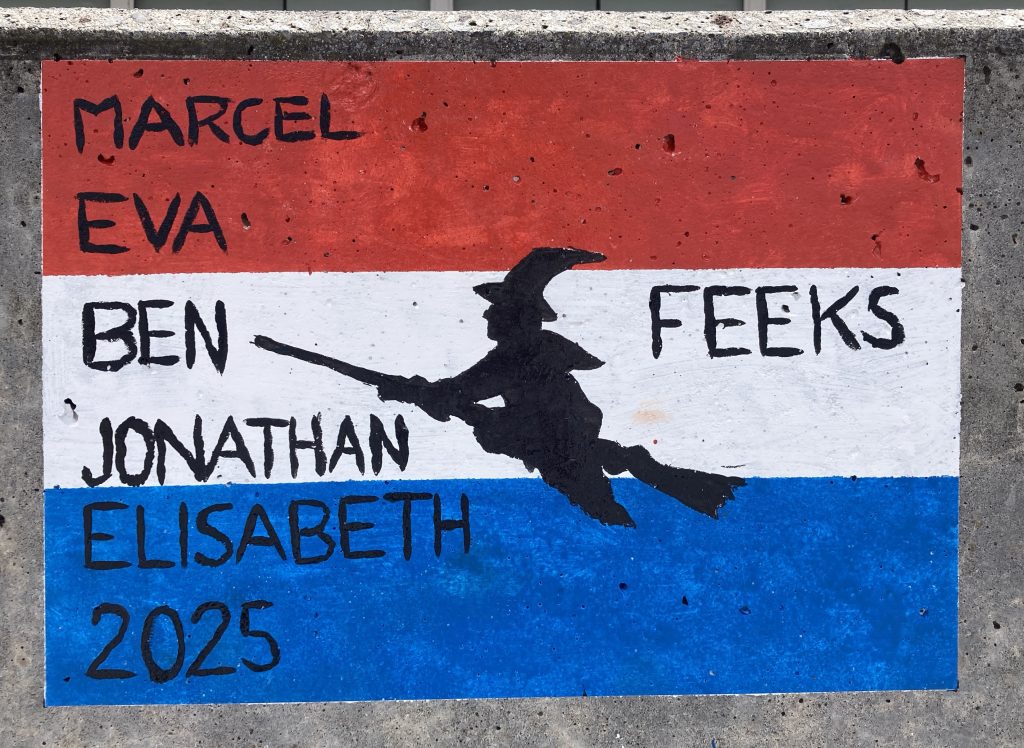 MARCEL
EVA
BEN FEEKS
JONATHAN
ELISABETH
2025